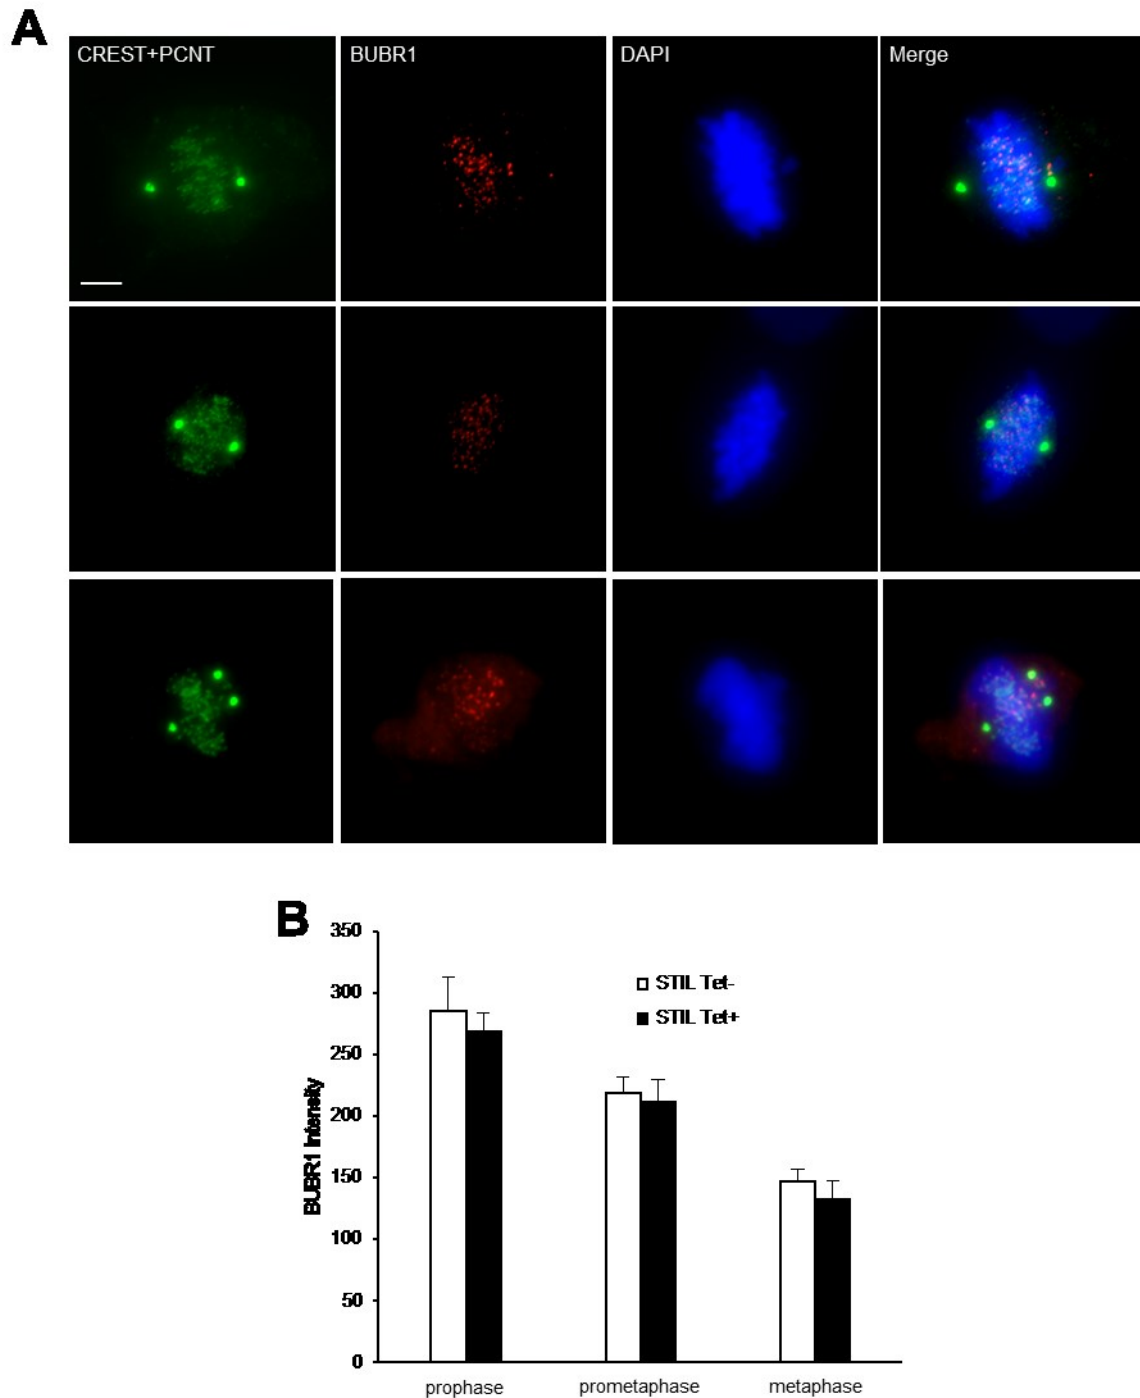 A
CREST+PCNT BUBR1 DAPI Merge
B
350
300
250
200
150
100
50
0
BUBR1 Intensity
STIL Tet-
STIL Tet+
prophase prometaphase metaphase